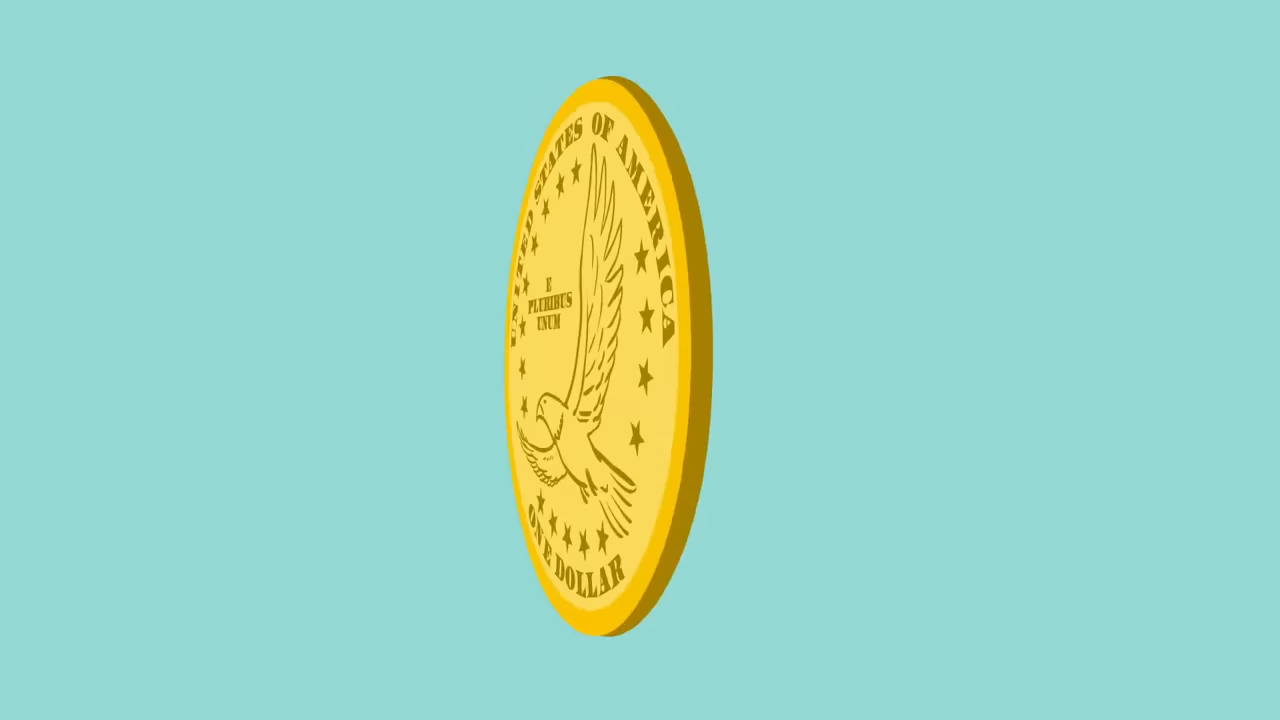 UNITED STATES OF AMERICA
E
PLURIBUS
UNUM
ONE DOLLAR